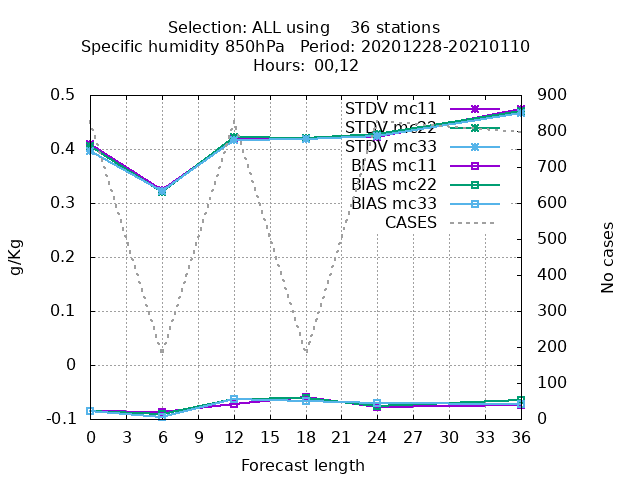 Selection: ALL using 36 stations
Specific humidity 850hPa Period: 20201228-20210110
Hours: 00,12
0.5
0.4
0.3
0.2
0.1
0
-0.1
g/Kg
STDV mc11
STDV mc22
STDV mc33
BIAS mc11
BIAS mc22
BIAS mc33
CASES
900
800
700
600
500
400
300
200
100
0
No cases
0 3 6 9 12 15 18 21 24 27 30 33 36
Forecast length